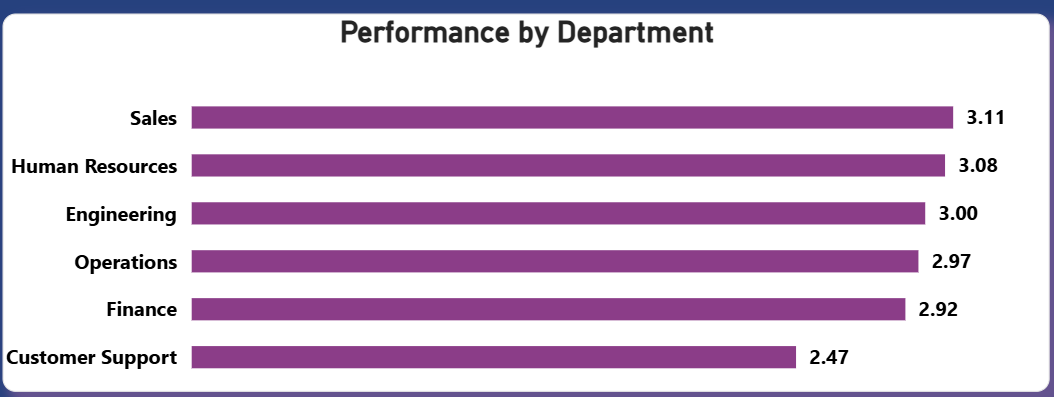 Performance by Department
Sales 3.11
Human Resources 3.08
Engineering 3.00
Operations 2.97
Finance 2.92
Customer Support 2.47